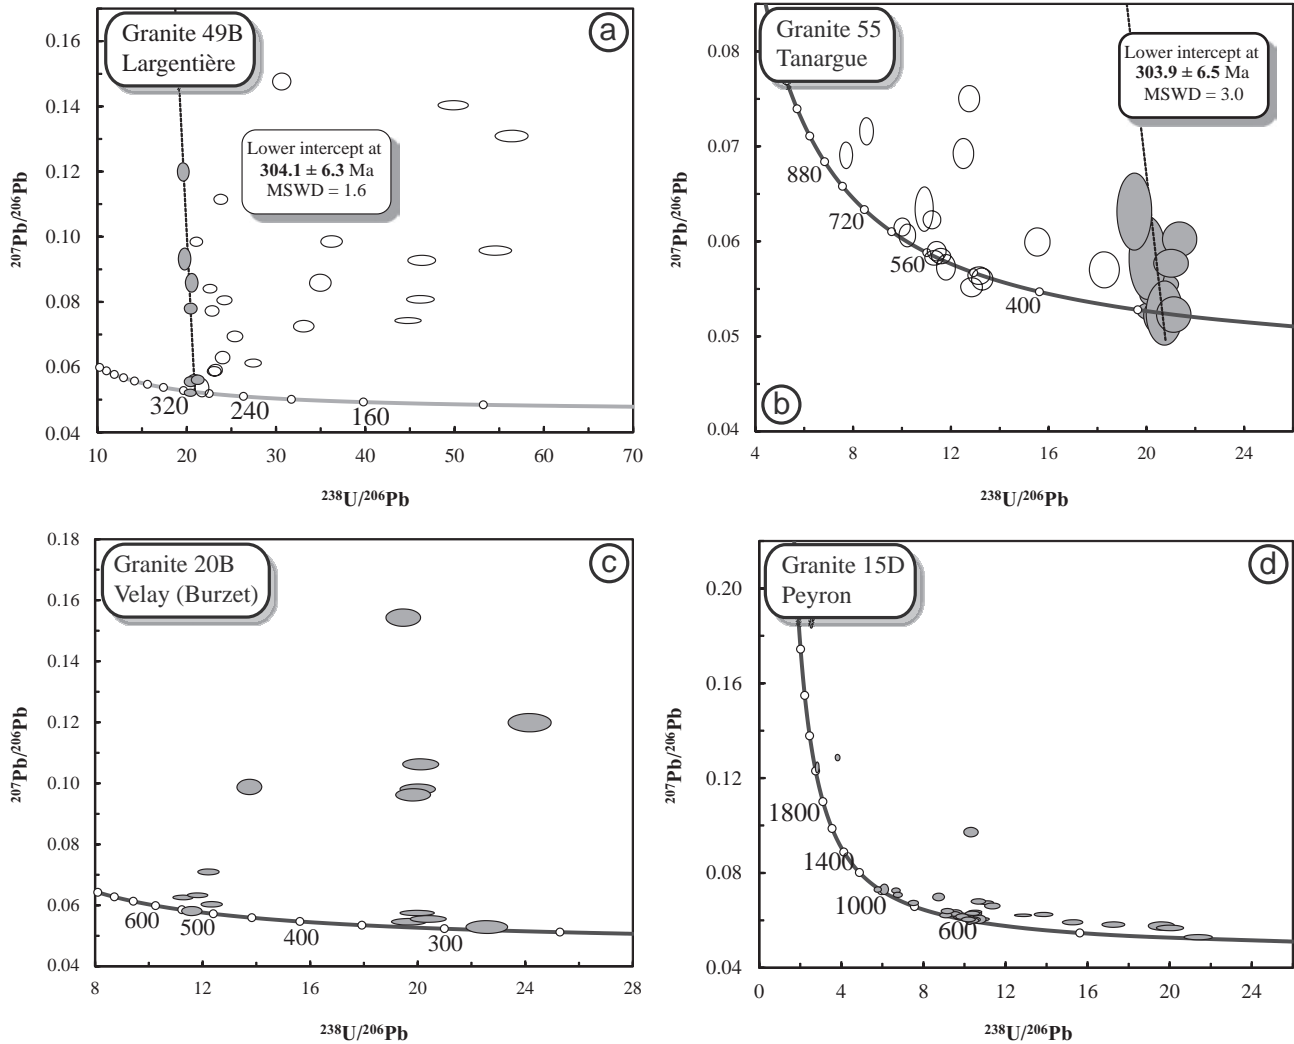 Granite 49B
Largentière
a
Lower intercept at
304.1 ± 6.3 Ma
MSWD = 1.6
0.16
0.14
0.12
0.10
0.08
0.06
0.04
207Pb/206Pb
320
240
160
10
20
30
40
50
60
70
238U/206Pb
Granite 55
Tanargue
b
Lower intercept at
303.9 ± 6.5 Ma
MSWD = 3.0
0.08
0.07
0.06
0.05
0.04
207Pb/206Pb
880
720
560
400
4
8
12
16
20
24
238U/206Pb
Granite 20B
Velay (Burzet)
c
0.18
0.16
0.14
0.12
0.10
0.08
0.06
0.04
207Pb/206Pb
600
500
400
300
8
12
16
20
24
28
238U/206Pb
Granite 15D
Peyron
d
0.20
0.16
0.12
0.08
0.04
207Pb/206Pb
1800
1400
1000
600
0
4
8
12
16
20
24
238U/206Pb